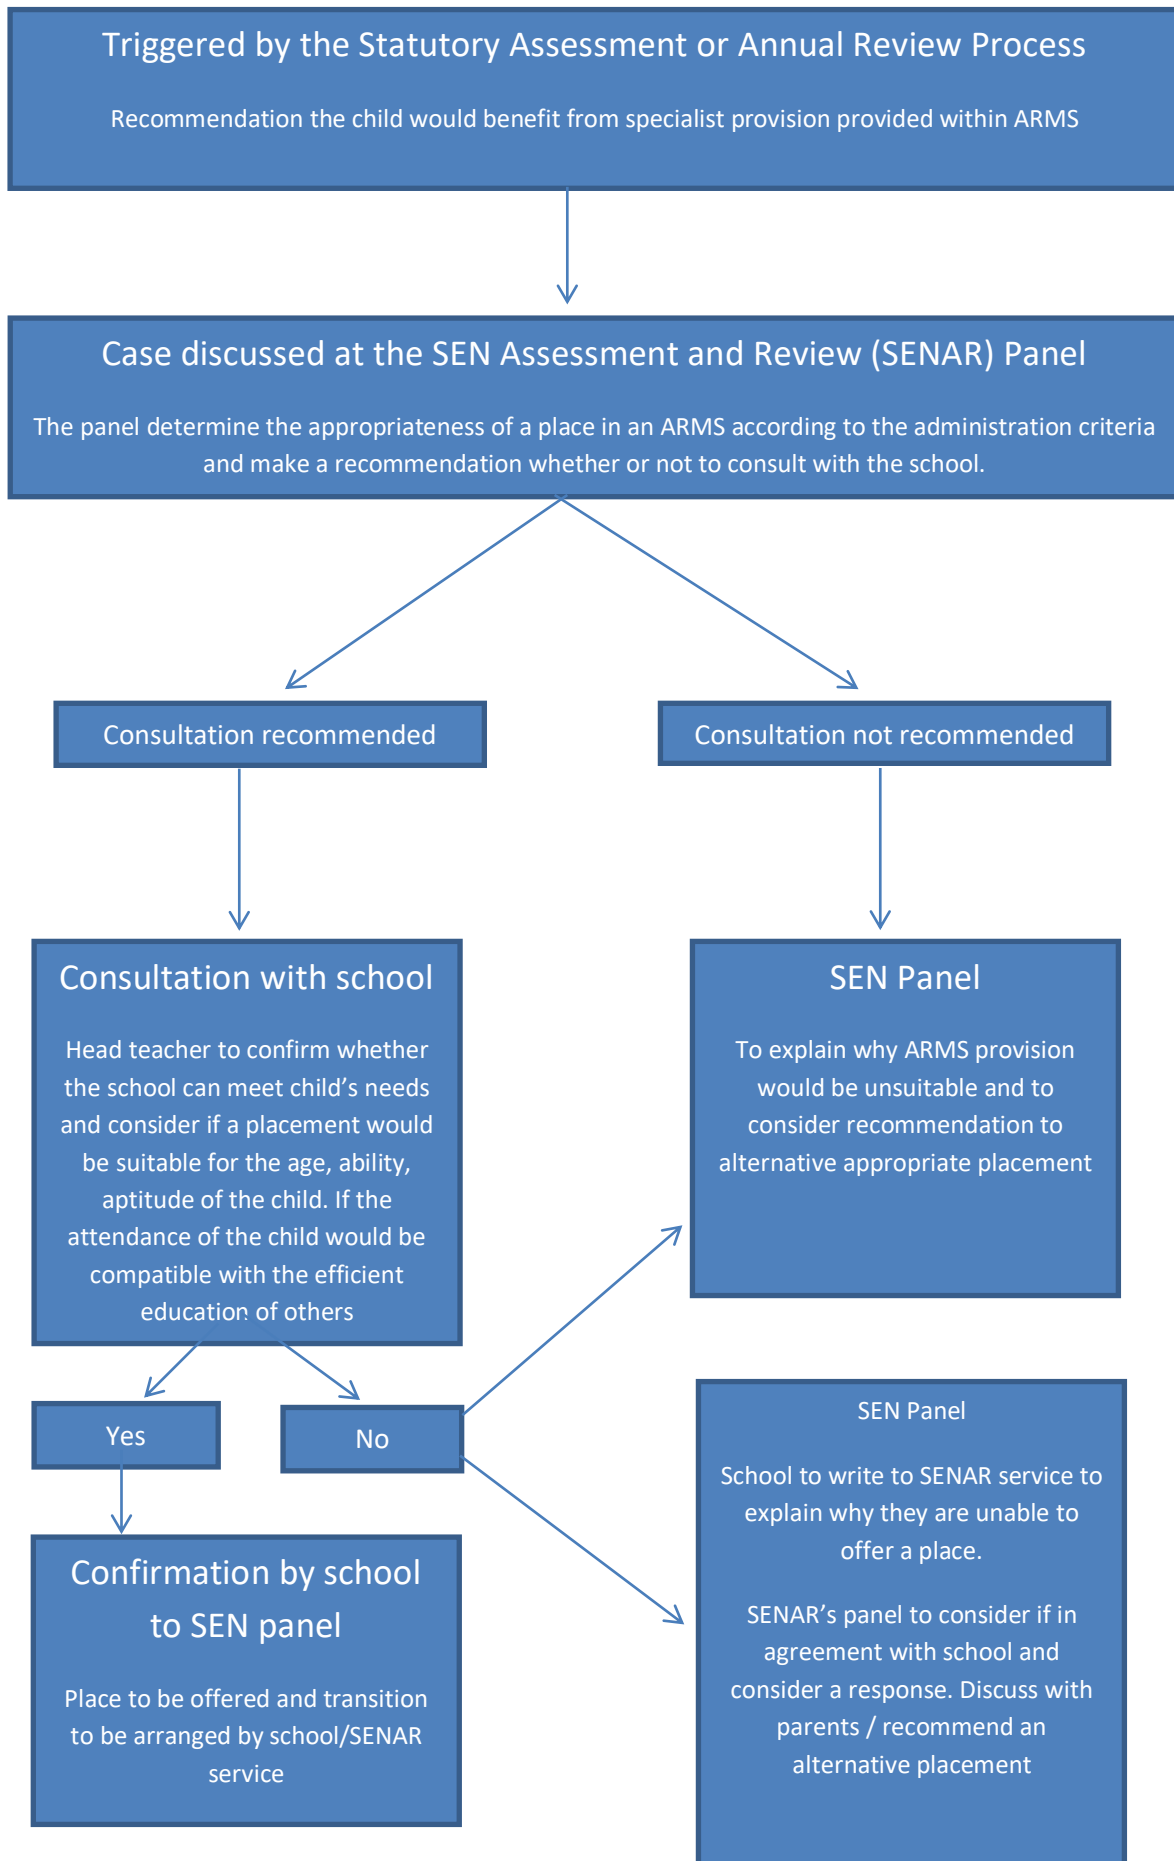 Triggered by the Statutory Assessment or Annual Review Process
Recommendation the child would benefit from specialist provision provided within ARMS
Case discussed at the SEN Assessment and Review (SENAR) Panel
The panel determine the appropriateness of a place in an ARMS according to the administration criteria
and make a recommendation whether or not to consult with the school.
Consultation recommended
Consultation not recommended
Consultation with school
Head teacher to confirm whether
the school can meet child’s needs
and consider if a placement would
be suitable for the age, ability,
aptitude of the child. If the
attendance of the child would be
compatible with the efficient
education of others
SEN Panel
To explain why ARMS provision
would be unsuitable and to
consider recommendation to
alternative appropriate placement
Yes
No
Confirmation by school
to SEN panel
Place to be offered and transition
to be arranged by school/SENAR
service
SEN Panel
School to write to SENAR service to
explain why they are unable to
offer a place.
SENAR’s panel to consider if in
agreement with school and
consider a response. Discuss with
parents / recommend an
alternative placement